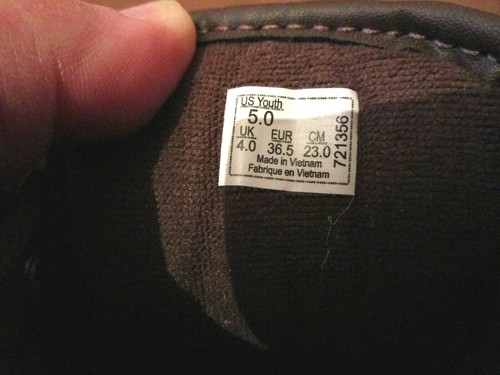 US Youth
5.0
UK EUR CM
4.0 36.5 23.0
Made in Vietnam
Fabrique en Vietnam
721356